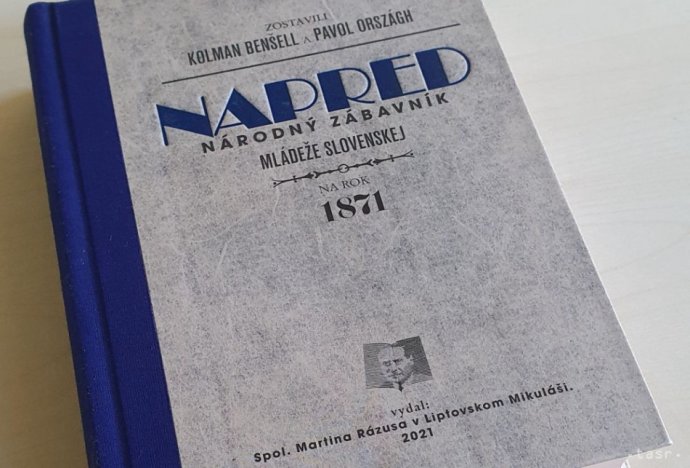 ZOSTAVILI
KOLMAN BENŠELL A PAVOL ORSZÁGH
NAPRED
NÁRODNÝ ZÁBAVNÍK
MLÁDEŽE SLOVENSKEJ
NA ROK
1871
vydal:
Spol. Martina Rázusa v Liptovskom Mikuláši.
2021
.tasr.